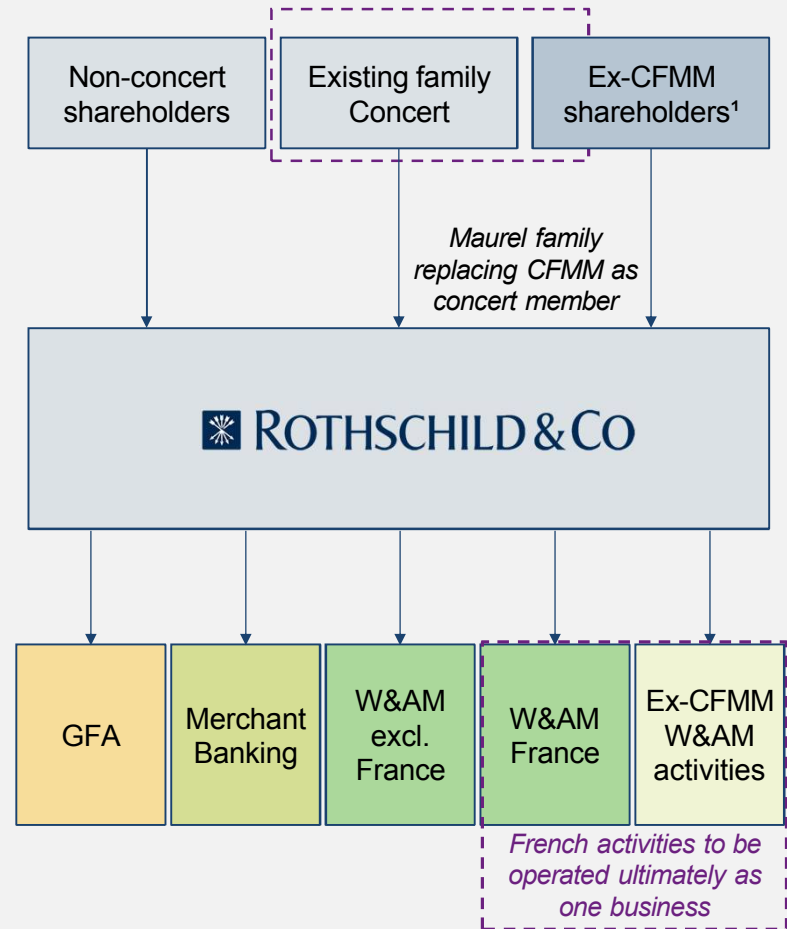 Non-concert
shareholders
Existing family
Concert
Ex-CFMM
shareholders¹
Maurel family
replacing CFMM as
concert member
ROTHSCHILD & CO
GFA
Merchant
Banking
W&AM
excl.
France
W&AM
France
Ex-CFMM
W&AM
activities
French activities to be
operated ultimately as
one business